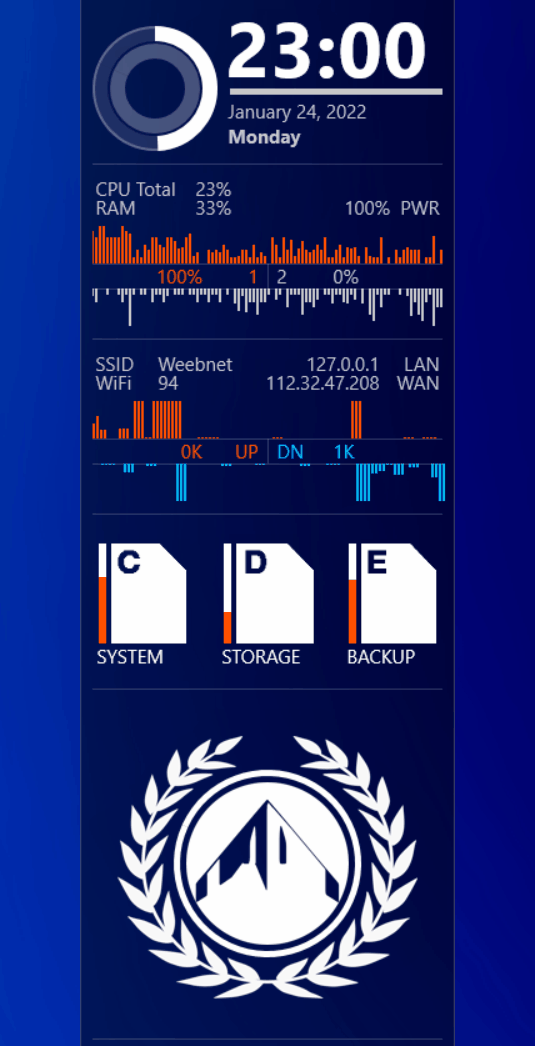 23:00
January 24, 2022
Monday
CPU Total 23%
RAM 33% 100% PWR
100% 1 2 0%
SSID Weebnet 127.0.0.1 LAN
WiFi 94 112.32.47.208 WAN
0K UP DN 1K
C D E
SYSTEM STORAGE BACKUP